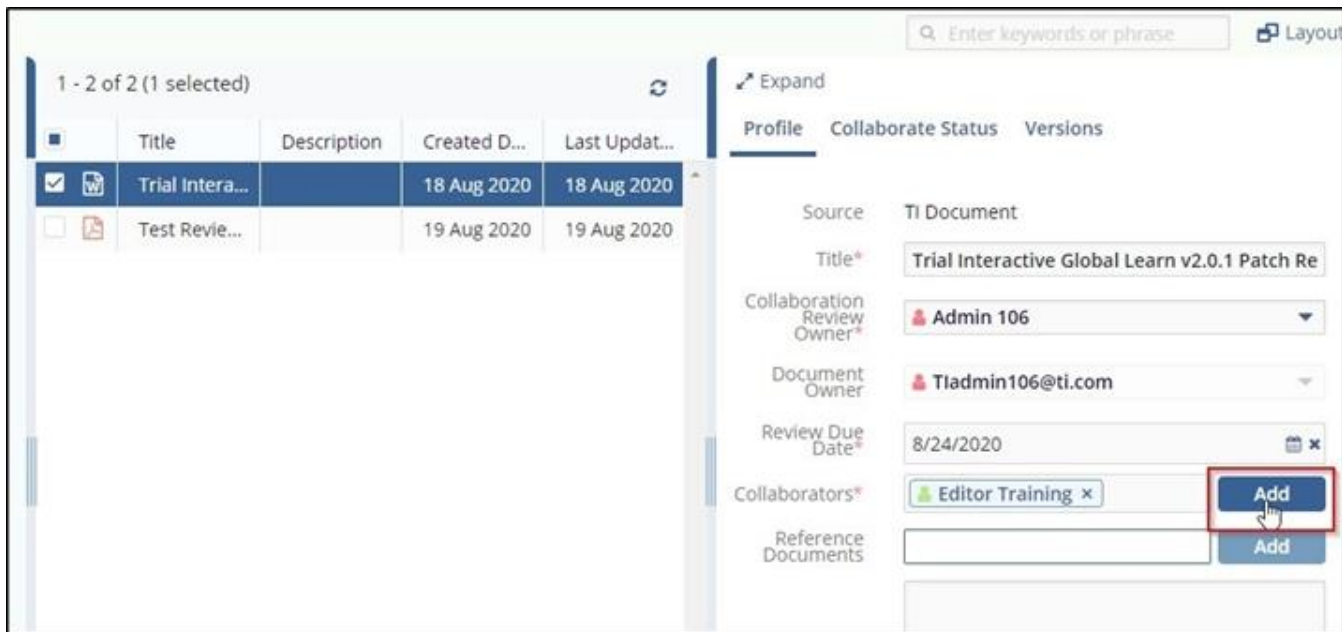 Enter keywords or phrase
Layout
1 - 2 of 2 (1 selected)
Expand
Profile Collaborate Status Versions
Title Description Created D... Last Updat...
Trial Intera... 18 Aug 2020 18 Aug 2020
Test Revie... 19 Aug 2020 19 Aug 2020
Source TI Document
Title* Trial Interactive Global Learn v2.0.1 Patch Re
Collaboration
Review
Owner*
Admin 106
Document
Owner
TIadmin106@ti.com
Review Due
Date*
8/24/2020
Collaborators* Editor Training × Add
Reference
Documents
Add